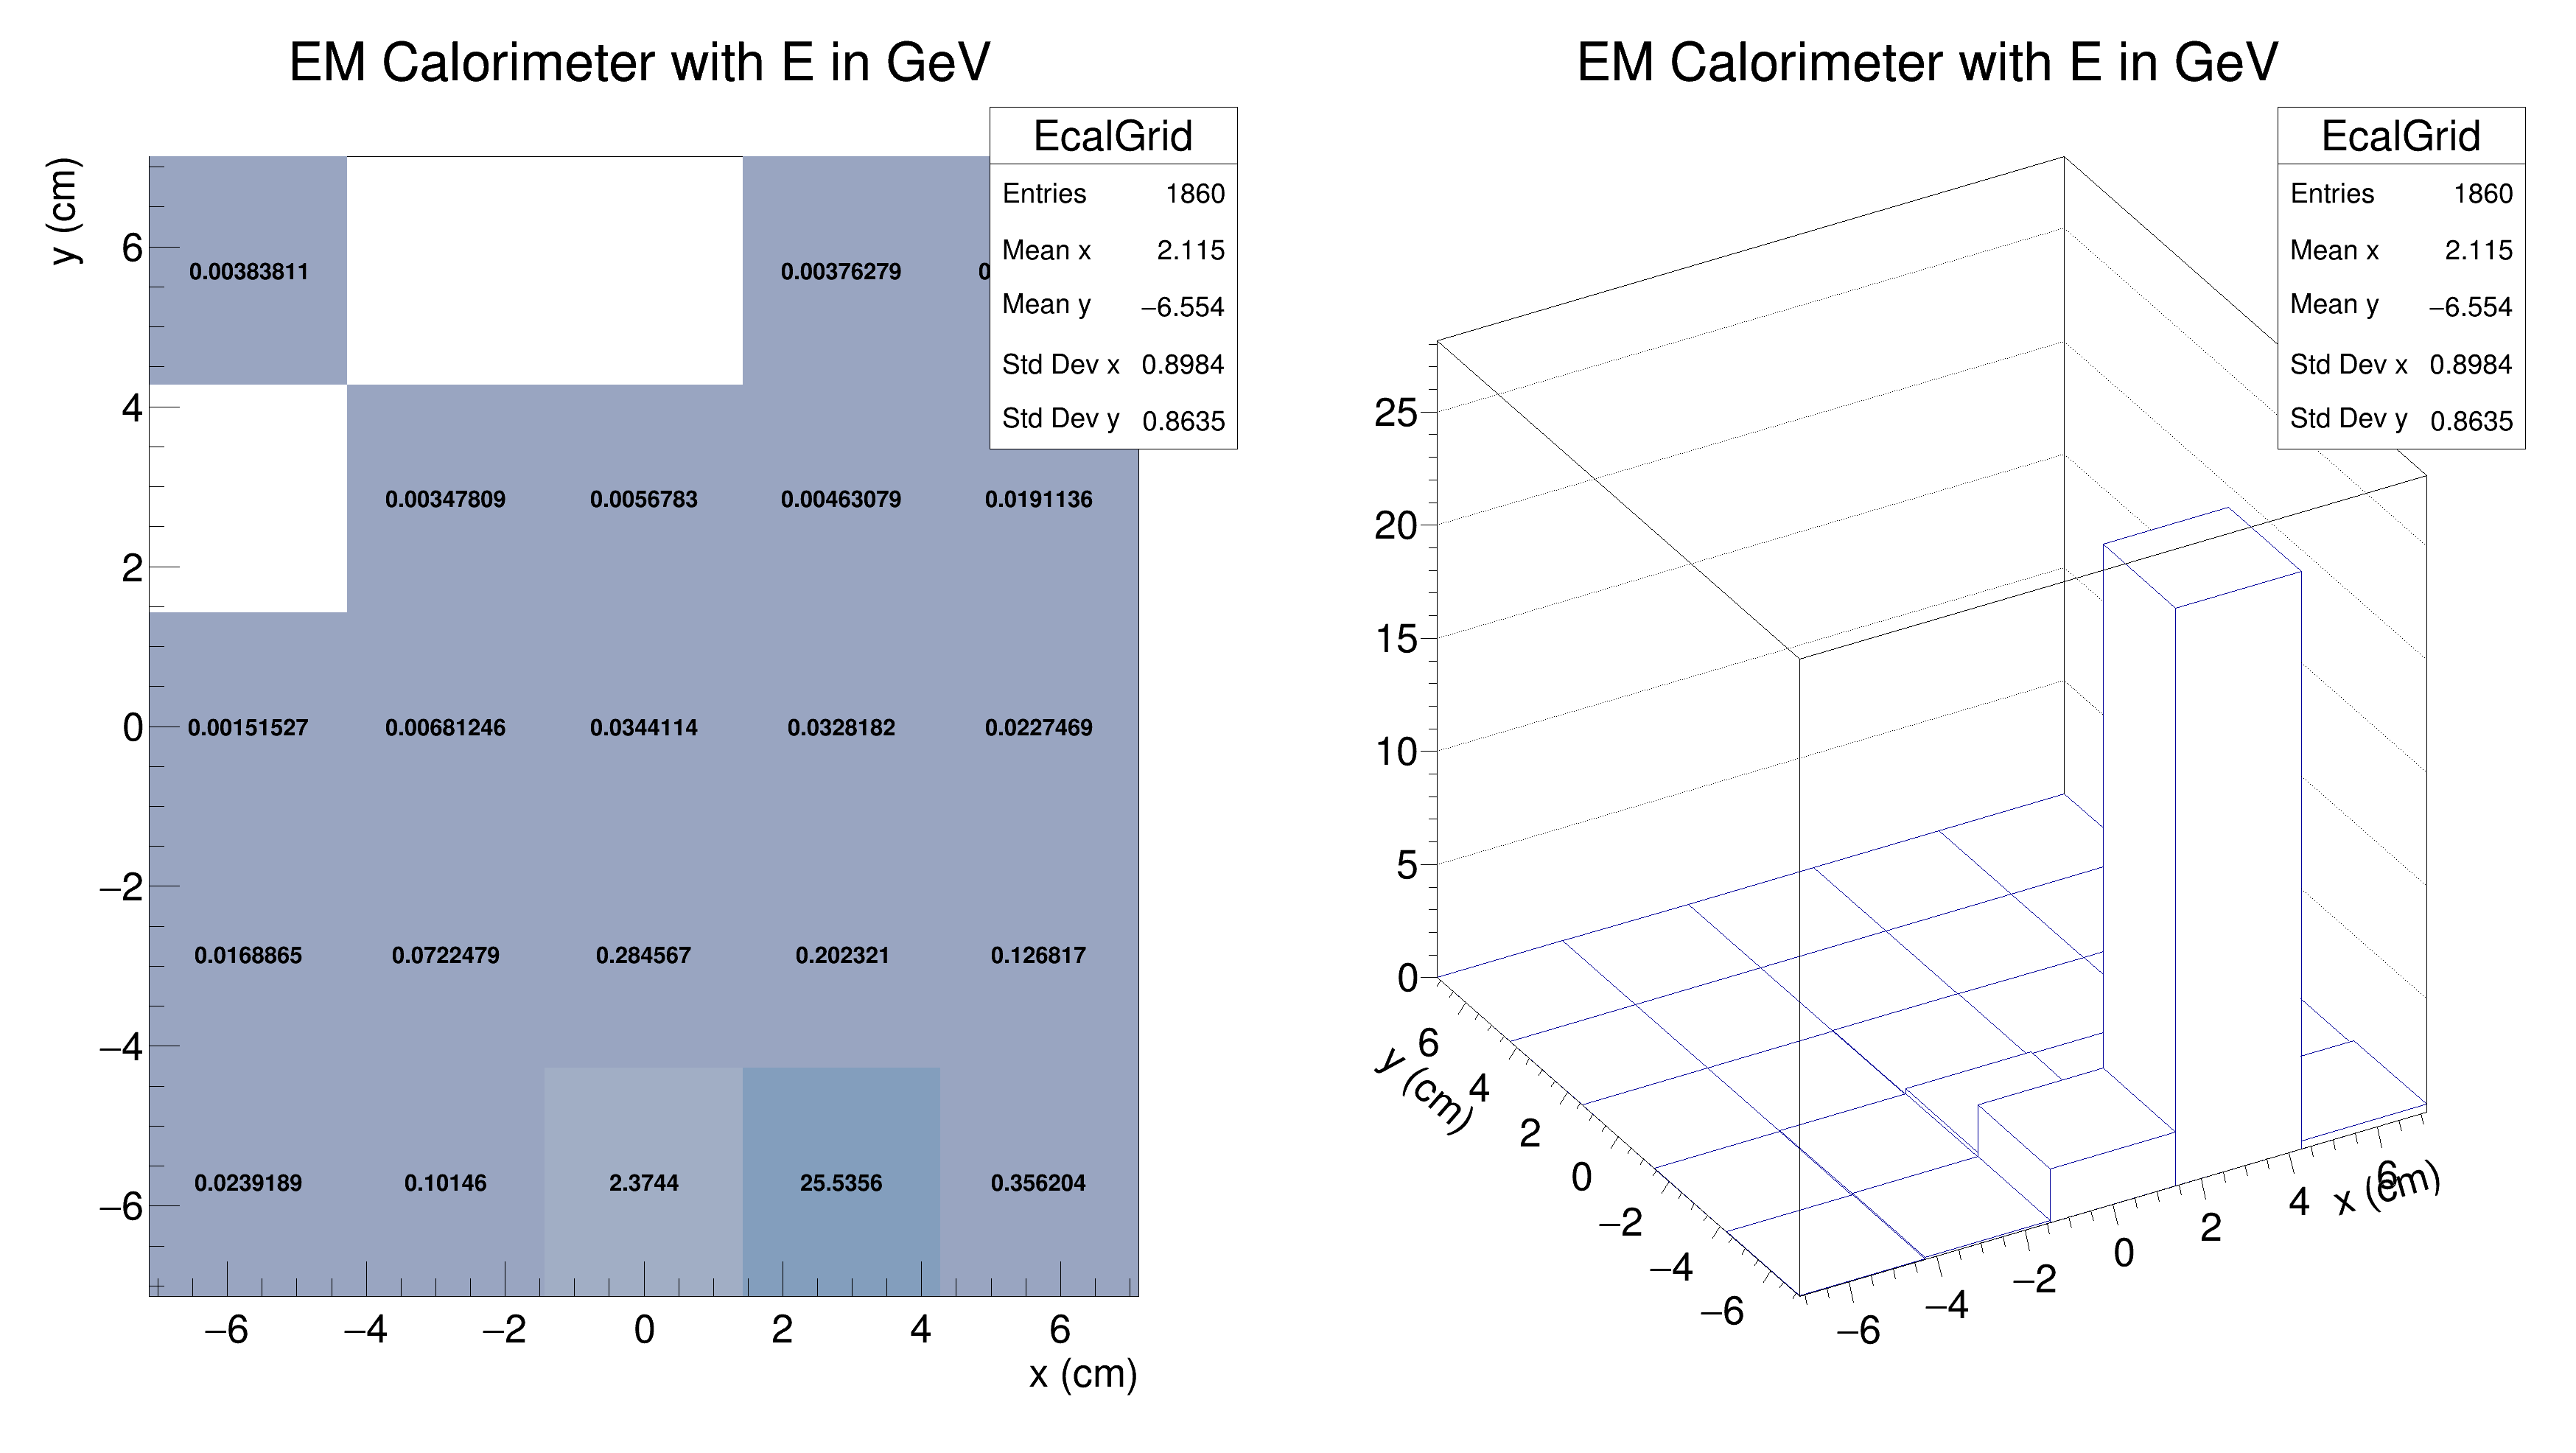 EM Calorimeter with E in GeV
EcalGrid
Entries 1860
Mean x 2.115
Mean y −6.554
Std Dev x 0.8984
Std Dev y 0.8635
y (cm)
6
4
2
0
−2
−4
−6
0.00383811 0.00376279
0.00347809 0.0056783 0.00463079 0.0191136
0.00151527 0.00681246 0.0344114 0.0328182 0.0227469
0.0168865 0.0722479 0.284567 0.202321 0.126817
0.0239189 0.10146 2.3744 25.5356 0.356204
−6 −4 −2 0 2 4 6
x (cm)
EM Calorimeter with E in GeV
EcalGrid
Entries 1860
Mean x 2.115
Mean y −6.554
Std Dev x 0.8984
Std Dev y 0.8635
25
20
15
10
5
0
y (cm)
6
4
2
0
−2
−4
−6
−6 −4 −2 0 2 4 6
x (cm)